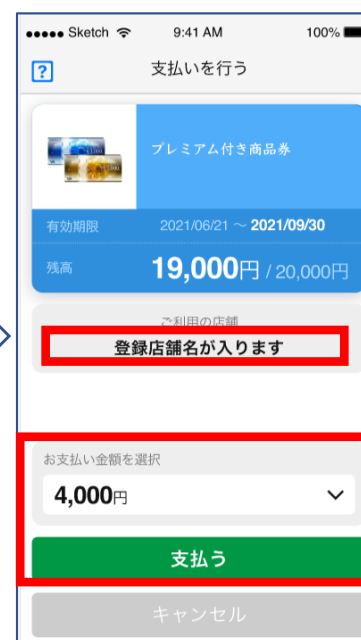 Sketch 9:41 AM 100%
? 支払いを行う
プレミアム付き商品券
有効期限 2021/06/21 ～ 2021/09/30
残高 19,000円 / 20,000円
ご利用の店舗
登録店舗名が入ります
お支払い金額を選択
4,000円
支払う
キャンセル